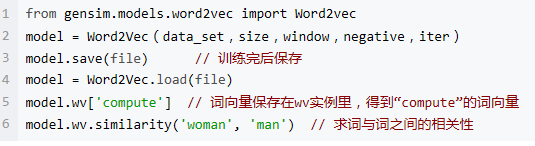 1 from gensim.models.word2vec import Word2vec
2 model = Word2Vec(data_set,size,window,negative,iter)
3 model.save(file) // 训练完后保存
4 model = Word2Vec.load(file)
5 model.wv['compute'] // 词向量保存在wv实例里,得到“compute”的词向量
6 model.wv.similarity('woman', 'man') // 求词与词之间的相关性